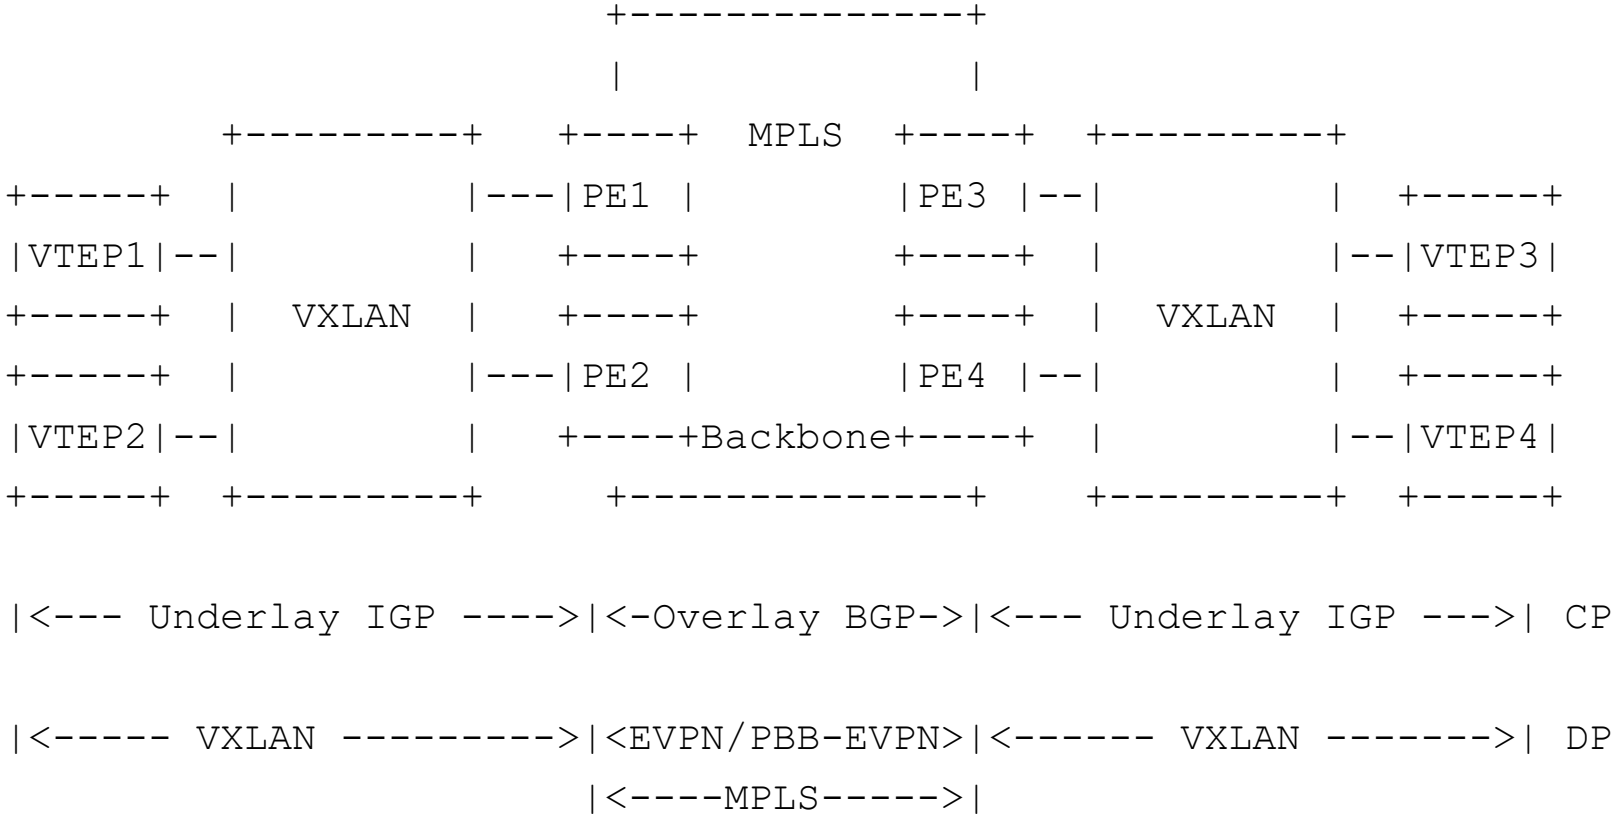 +--------------+
                         |              |
         +---------+   +----+  MPLS  +----+  +---------+
+-----+  |         |---|PE1 |        |PE3 |--|         |  +-----+
|VTEP1|--|         |   +----+        +----+  |         |--|VTEP3|
+-----+  |  VXLAN  |   +----+        +----+  |  VXLAN  |  +-----+
+-----+  |         |---|PE2 |        |PE4 |--|         |  +-----+
|VTEP2|--|         |   +----+Backbone+----+  |         |--|VTEP4|
+-----+  +---------+     +--------------+    +---------+  +-----+
|<--- Underlay IGP ---->|<-Overlay BGP->|<--- Underlay IGP --->| CP
|<----- VXLAN --------->|<EVPN/PBB-EVPN>|<------ VXLAN ------->| DP
                        |<----MPLS----->|